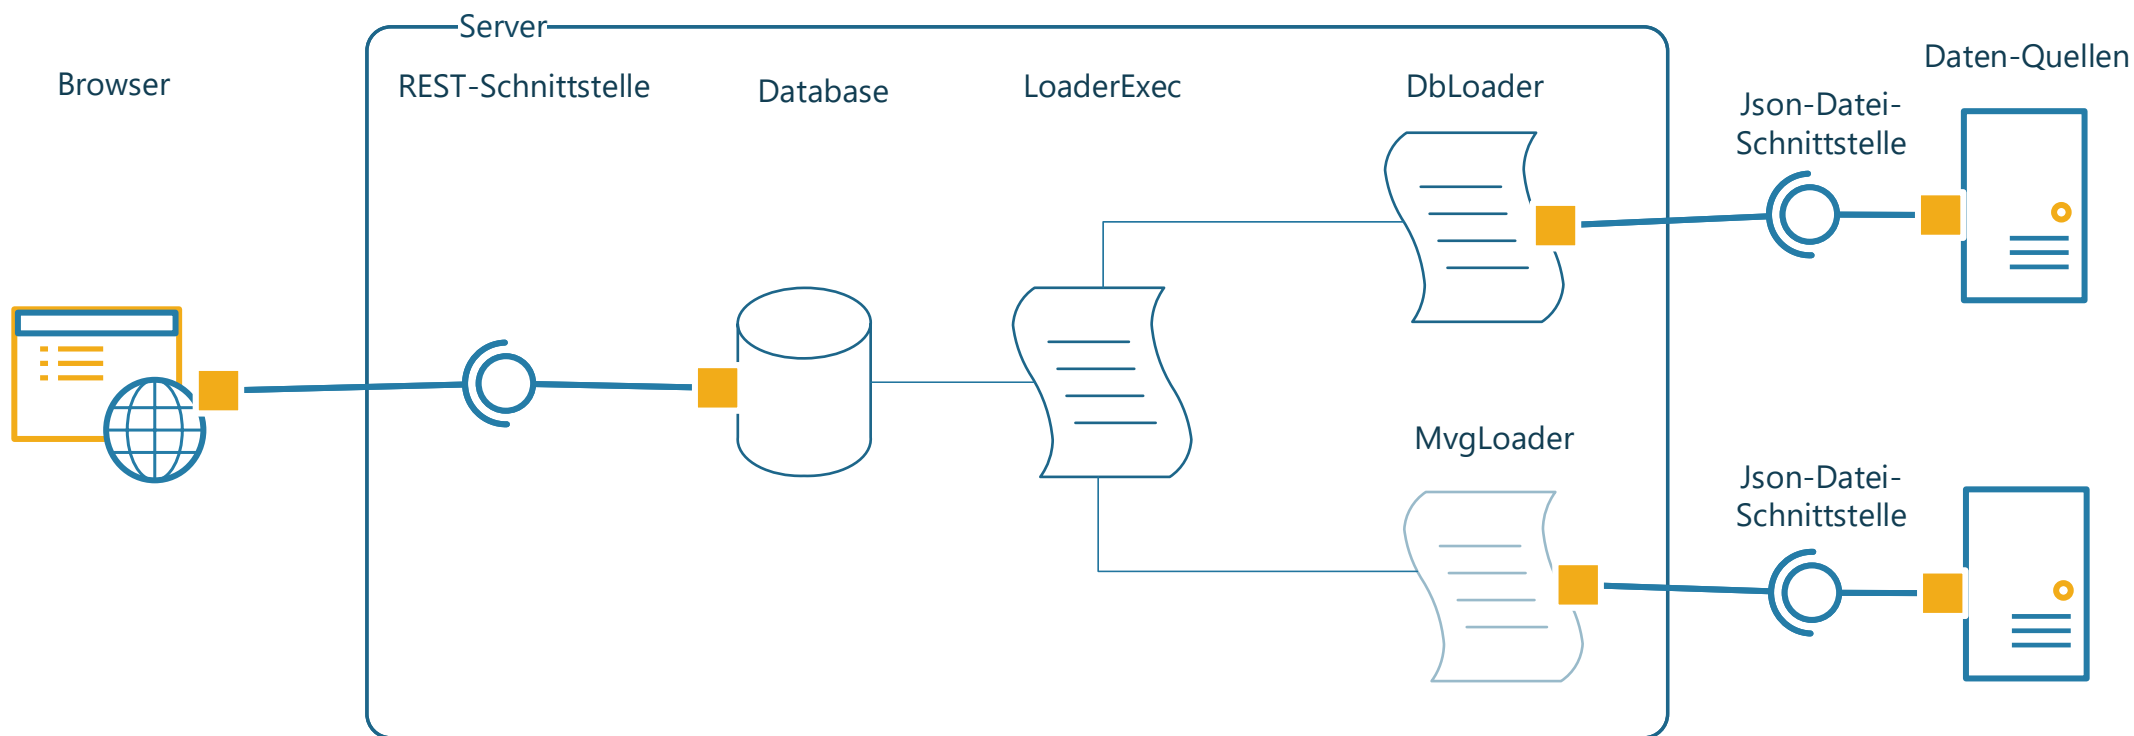 Server
Browser
REST-Schnittstelle
Database
LoaderExec
DbLoader
Daten-Quellen
Json-Datei-
Schnittstelle
MvgLoader
Json-Datei-
Schnittstelle